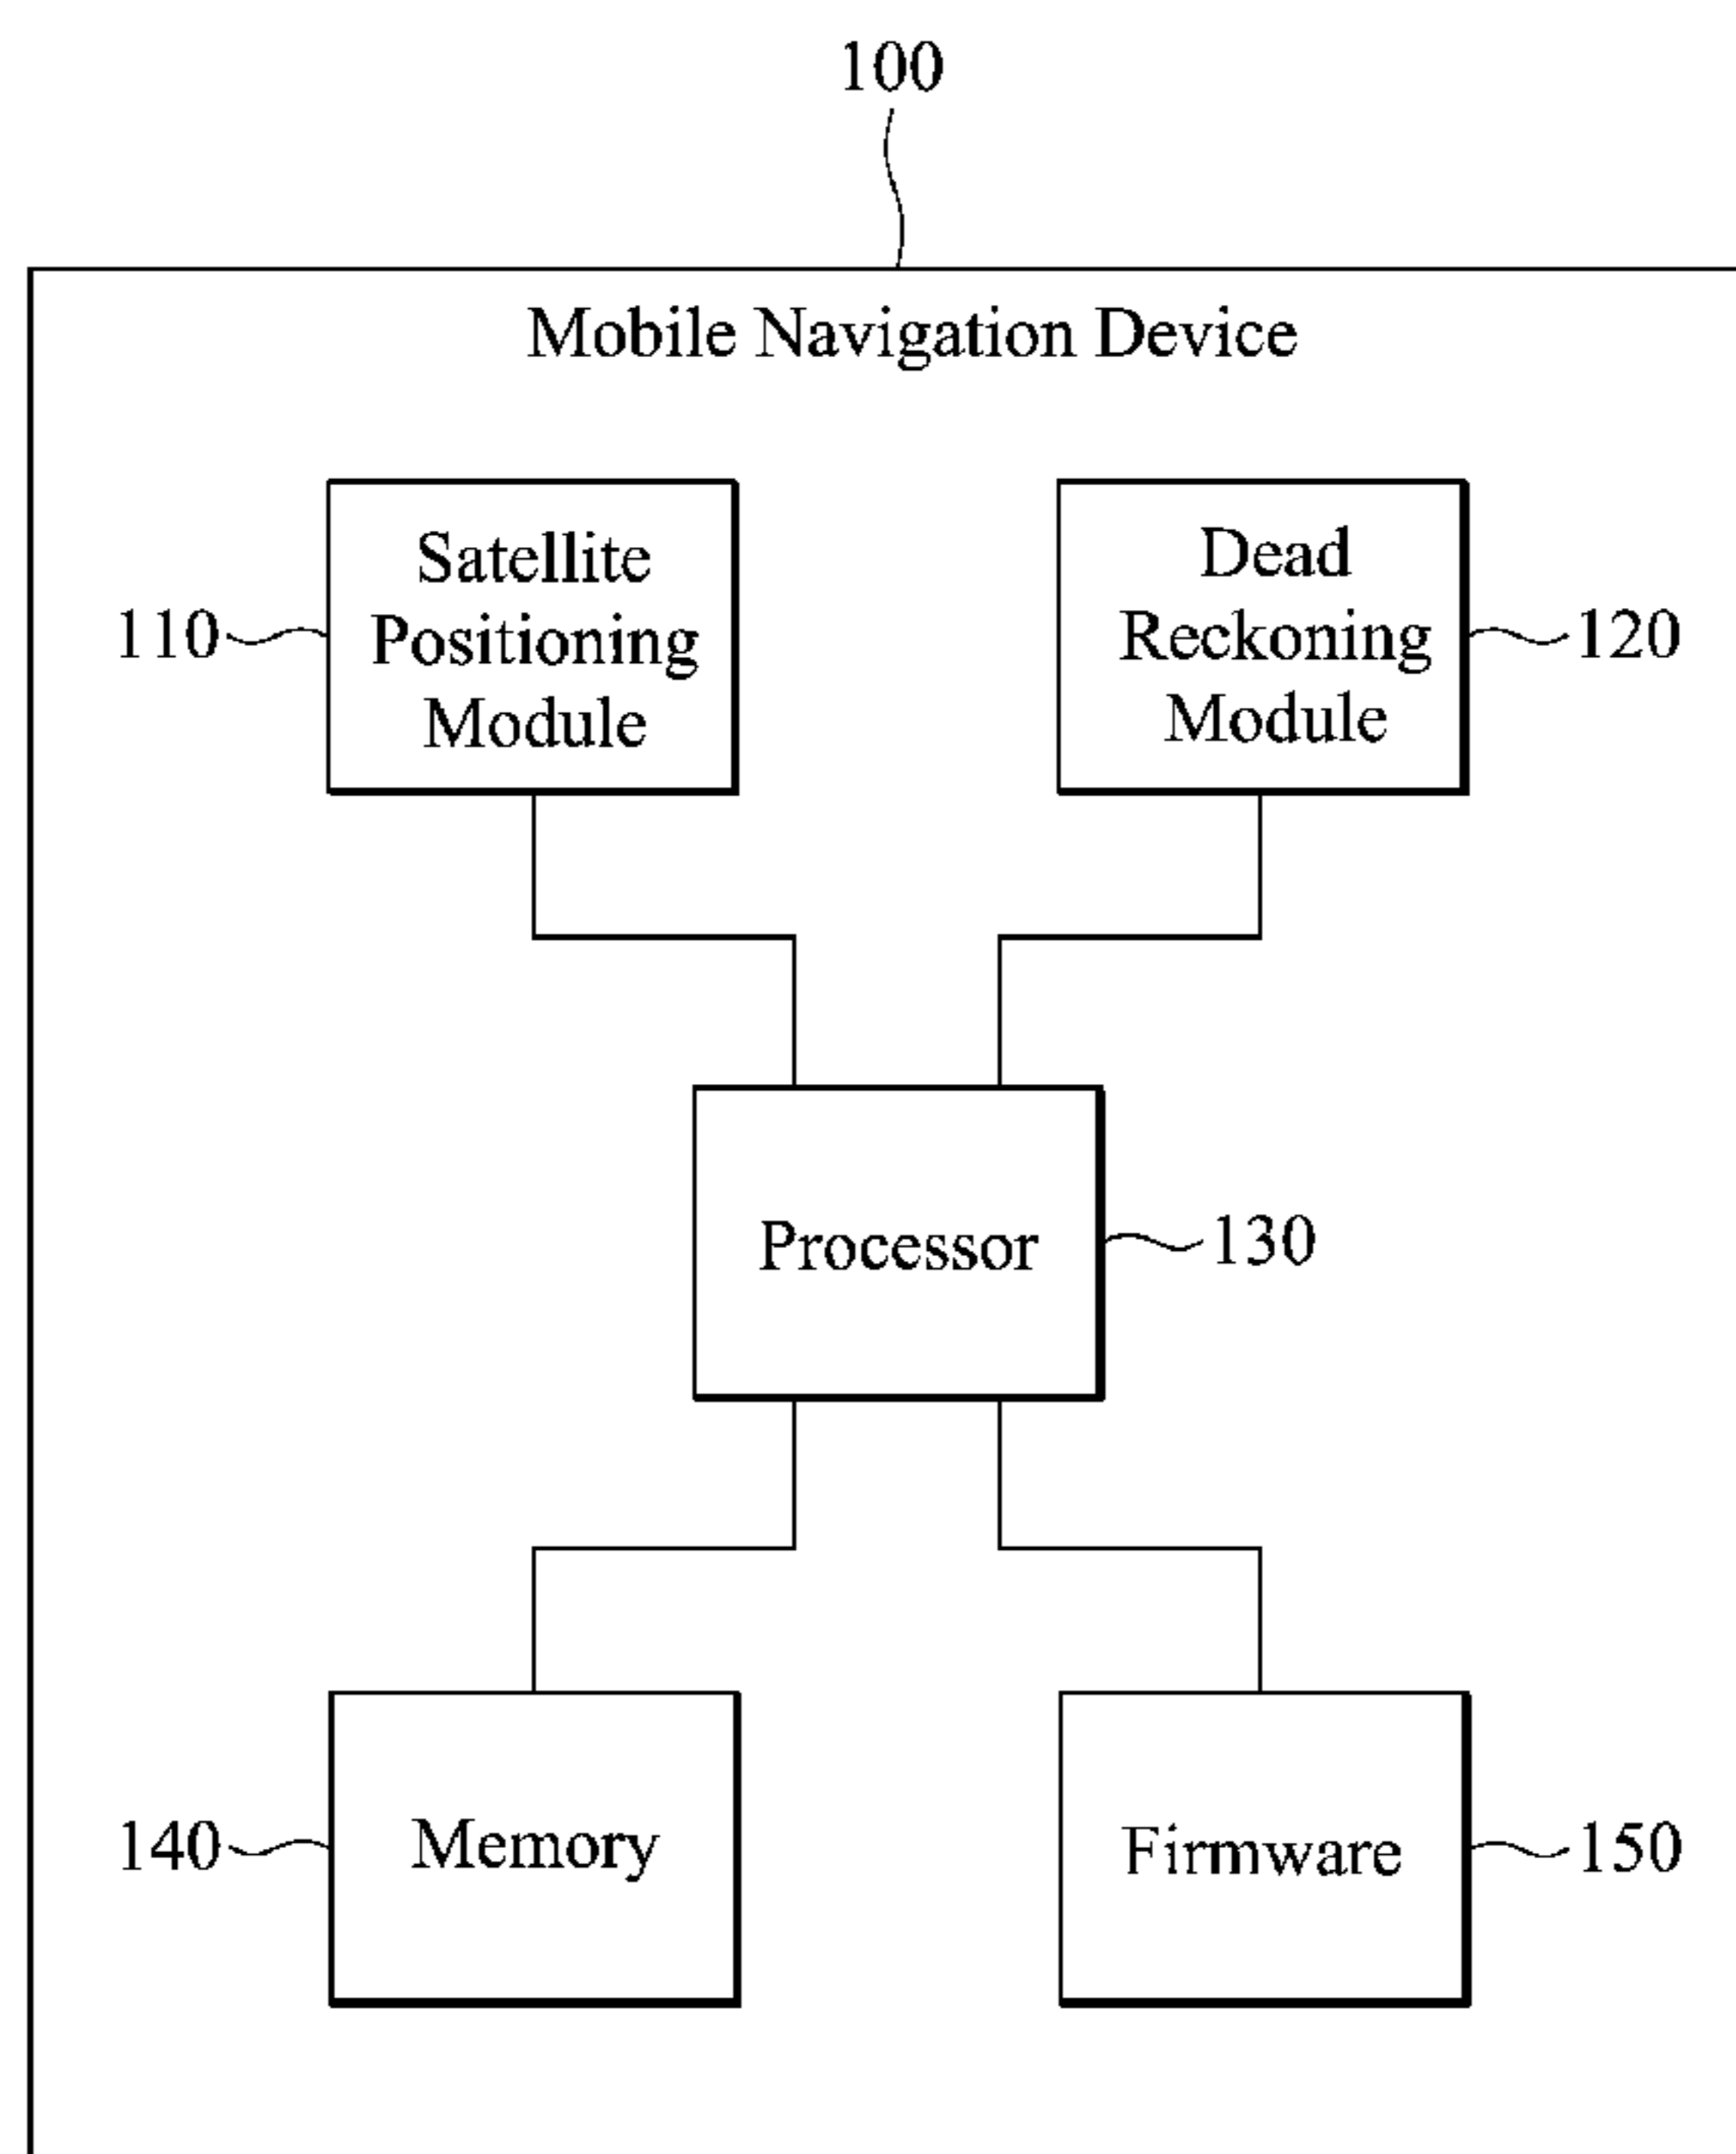 100
Mobile Navigation Device
Satellite
Positioning
Module
110
Dead
Reckoning
Module
120
Processor
130
Memory
140
Firmware
150